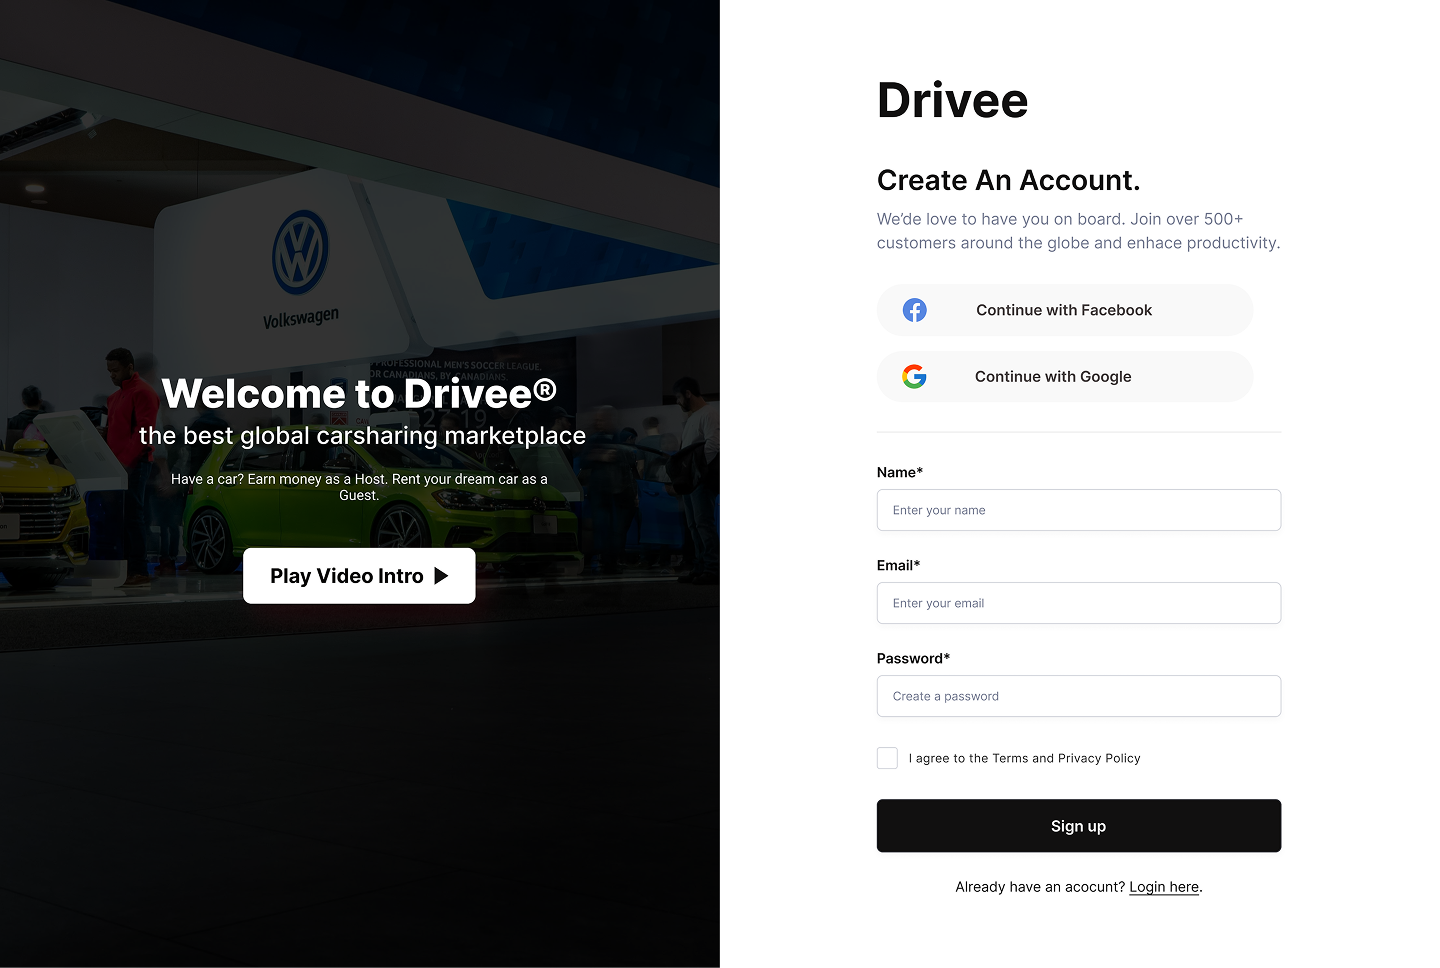 Volkswagen
PROFESSIONAL MEN'S SOCCER LEAGUE.
OR CANADIANS, BY CANADIANS.
Welcome to Drivee®
the best global carsharing marketplace
Have a car? Earn money as a Host. Rent your dream car as a
Guest.
Play Video Intro
Drivee
Create An Account.
We’de love to have you on board. Join over 500+
customers around the globe and enhace productivity.
Continue with Facebook
Continue with Google
Name*
Enter your name
Email*
Enter your email
Password*
Create a password
I agree to the Terms and Privacy Policy
Sign up
Already have an acocunt? Login here.